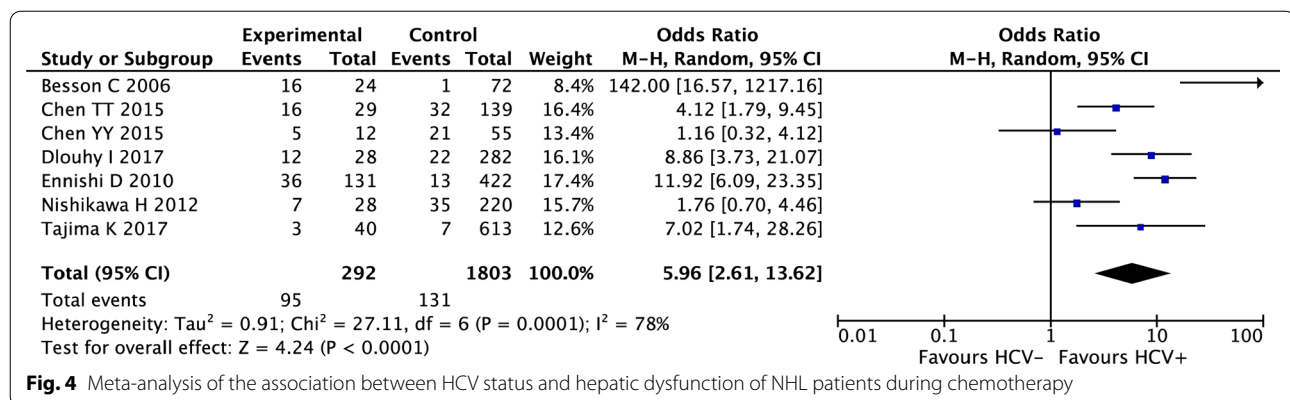 Experimental Control Odds Ratio Odds Ratio
Study or Subgroup Events Total Events Total Weight M-H, Random, 95% CI M-H, Random, 95% CI
Besson C 2006 16 24 1 72 8.4% 142.00 [16.57, 1217.16]
Chen TT 2015 16 29 32 139 16.4% 4.12 [1.79, 9.45]
Chen YY 2015 5 12 21 55 13.4% 1.16 [0.32, 4.12]
Dlouhy I 2017 12 28 22 282 16.1% 8.86 [3.73, 21.07]
Ennishi D 2010 36 131 13 422 17.4% 11.92 [6.09, 23.35]
Nishikawa H 2012 7 28 35 220 15.7% 1.76 [0.70, 4.46]
Tajima K 2017 3 40 7 613 12.6% 7.02 [1.74, 28.26]
Total (95% CI) 292 1803 100.0% 5.96 [2.61, 13.62]
Total events 95 131
Heterogeneity: Tau² = 0.91; Chi² = 27.11, df = 6 (P = 0.0001); I² = 78%
Test for overall effect: Z = 4.24 (P < 0.0001)
0.01 0.1 1 10 100
Favours HCV- Favours HCV+
Fig. 4 Meta-analysis of the association between HCV status and hepatic dysfunction of NHL patients during chemotherapy